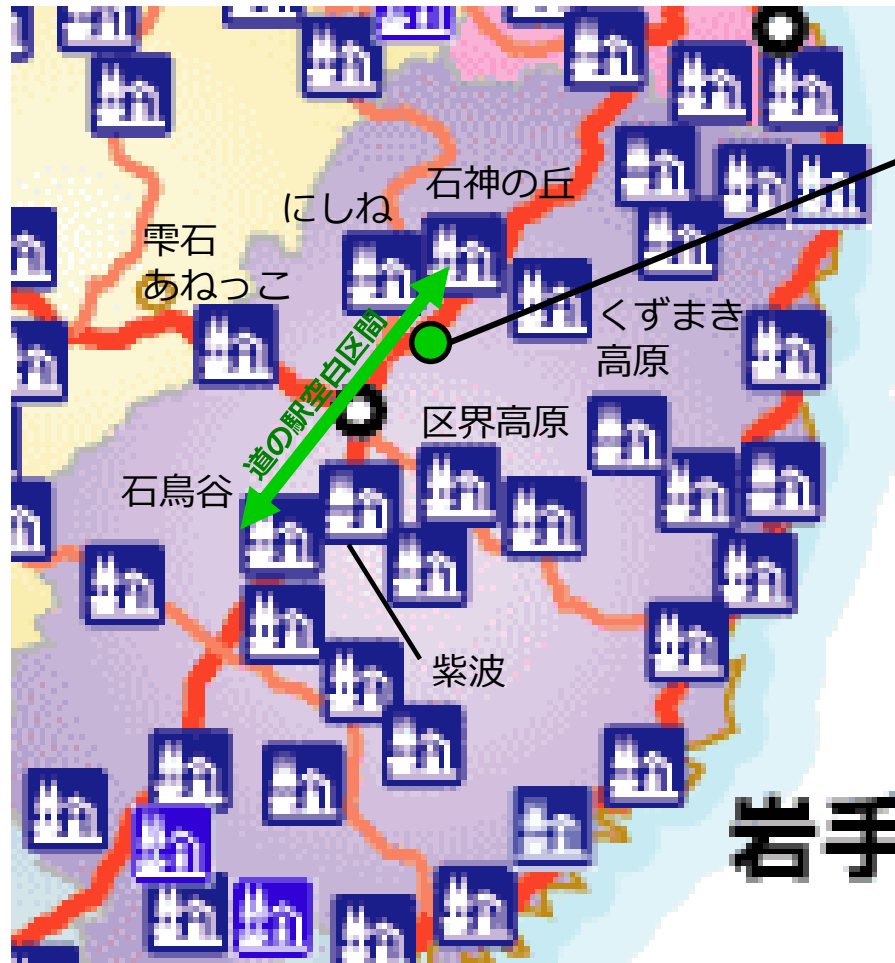 石神の丘
にしね
雫石
あねっこ
くずまき
高原
道の駅空白区間
区界高原
石鳥谷
紫波
岩手